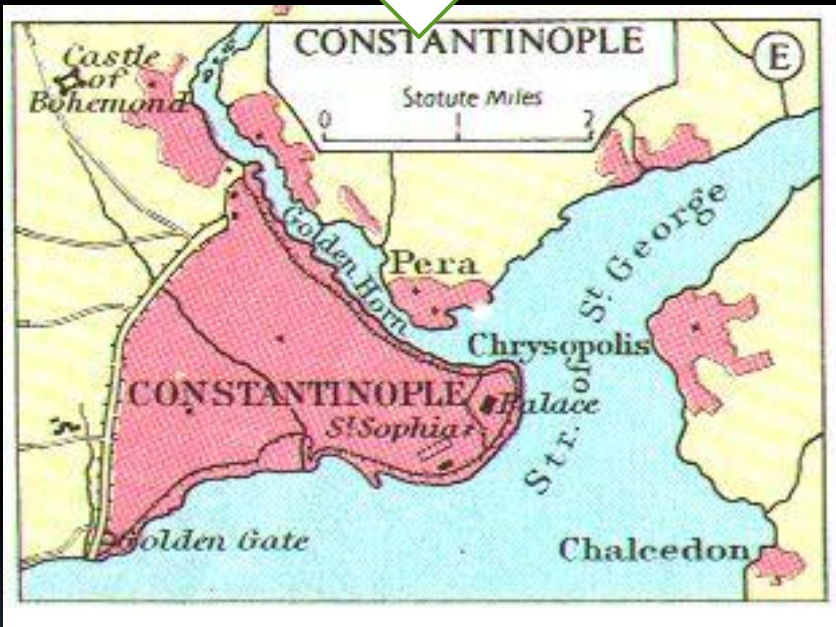 CONSTANTINOPLE
E
Castle
of
Bohemond
Statute Miles
0 2
Golden Horn
Pera
Str. of St George
Chrysopolis
CONSTANTINOPLE
Palace
St Sophia
Golden Gate
Chalcedon